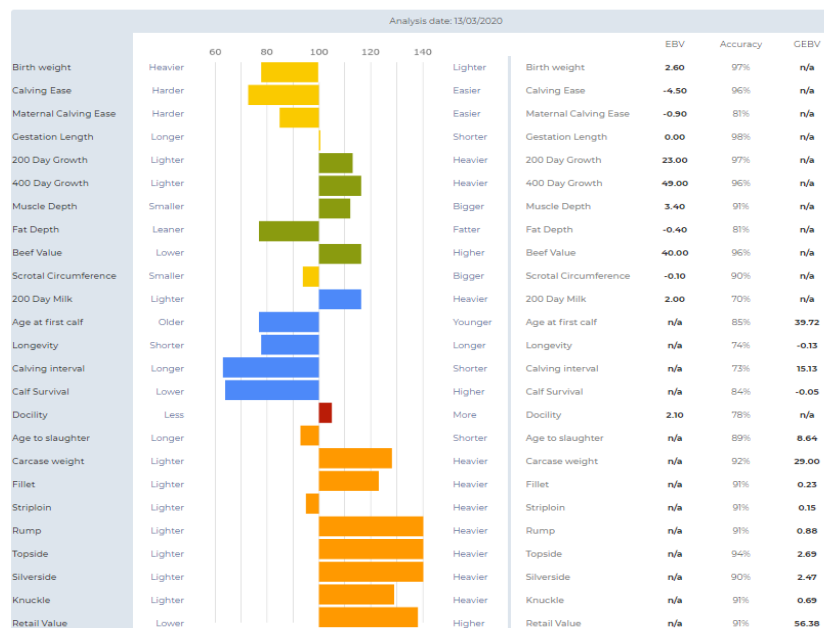 Analysis date: 13/03/2020
EBV Accuracy GEBV
60 80 100 120 140
Birth weight Heavier Lighter Birth weight 2.60 97% n/a
Calving Ease Harder Easier Calving Ease -4.50 96% n/a
Maternal Calving Ease Harder Easier Maternal Calving Ease -0.90 81% n/a
Gestation Length Longer Shorter Gestation Length 0.00 98% n/a
200 Day Growth Lighter Heavier 200 Day Growth 23.00 97% n/a
400 Day Growth Lighter Heavier 400 Day Growth 49.00 96% n/a
Muscle Depth Smaller Bigger Muscle Depth 3.40 91% n/a
Fat Depth Leaner Fatter Fat Depth -0.40 81% n/a
Beef Value Lower Higher Beef Value 40.00 96% n/a
Scrotal Circumference Smaller Bigger Scrotal Circumference -0.10 90% n/a
200 Day Milk Lighter Heavier 200 Day Milk 2.00 70% n/a
Age at first calf Older Younger Age at first calf n/a 85% 39.72
Longevity Shorter Longer Longevity n/a 74% -0.13
Calving interval Longer Shorter Calving interval n/a 73% 15.13
Calf Survival Lower Higher Calf Survival n/a 84% -0.05
Docility Less More Docility 2.10 78% n/a
Age to slaughter Longer Shorter Age to slaughter n/a 89% 8.64
Carcase weight Lighter Heavier Carcase weight n/a 92% 29.00
Fillet Lighter Heavier Fillet n/a 91% 0.23
Striploin Lighter Heavier Striploin n/a 91% 0.15
Rump Lighter Heavier Rump n/a 91% 0.88
Topside Lighter Heavier Topside n/a 94% 2.69
Silverside Lighter Heavier Silverside n/a 90% 2.47
Knuckle Lighter Heavier Knuckle n/a 91% 0.69
Retail Value Lower Higher Retail Value n/a 91% 56.38